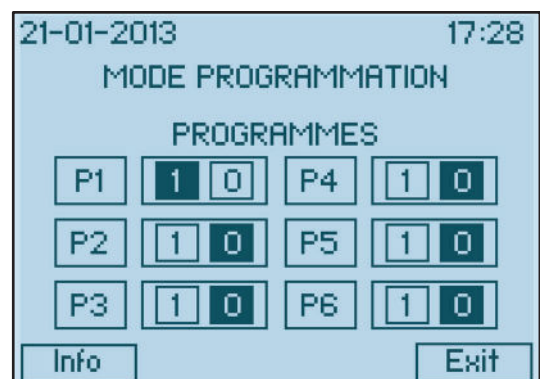 21-01-2013 17:28
MODE PROGRAMMATION
PROGRAMMES
P1 1 0 P4 1 0
P2 1 0 P5 1 0
P3 1 0 P6 1 0
Info Exit